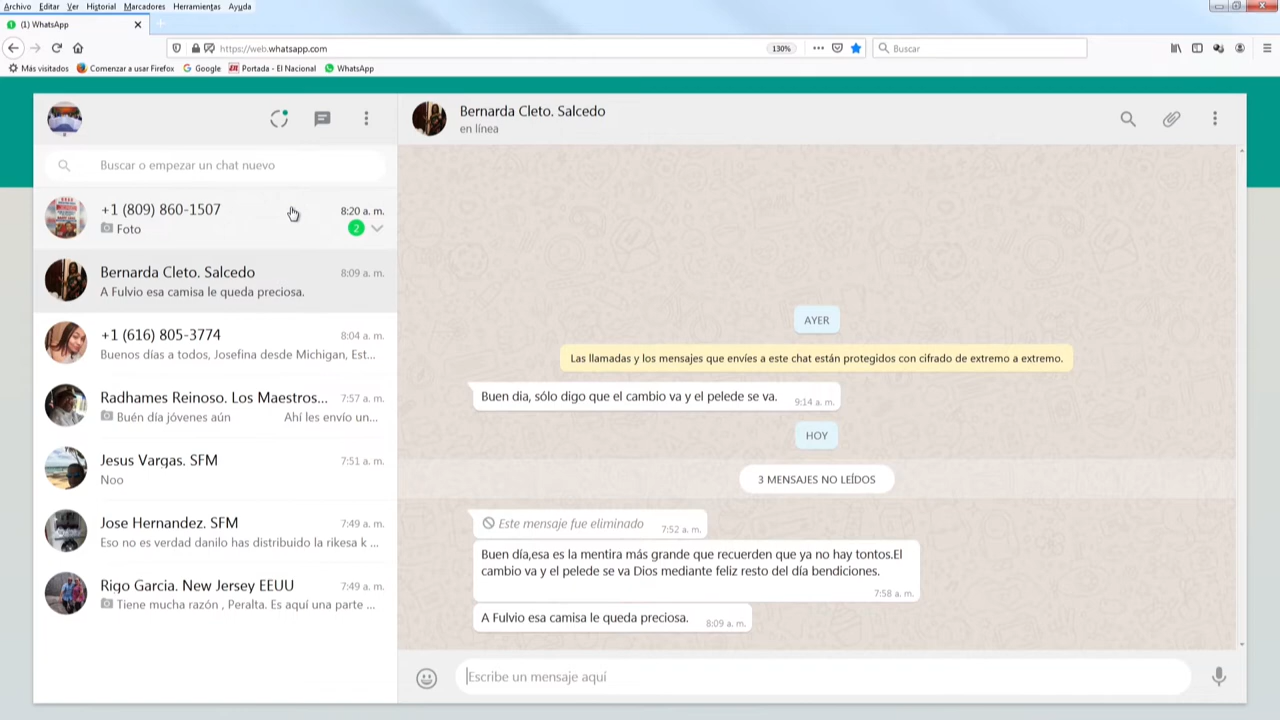 Archivo Editar Ver Historial Marcadores Herramientas Ayuda
(1) WhatsApp
https://web.whatsapp.com
130%
Buscar
Más visitados Comenzar a usar Firefox Google Portada - El Nacional WhatsApp
Buscar o empezar un chat nuevo
+1 (809) 860-1507 8:20 a. m.
Foto 2
Bernarda Cleto. Salcedo 8:09 a. m.
A Fulvio esa camisa le queda preciosa.
+1 (616) 805-3774 8:04 a. m.
Buenos días a todos, Josefina desde Michigan, Est...
Radhames Reinoso. Los Maestros... 7:57 a. m.
Buén día jóvenes aún Ahí les envío un...
Jesus Vargas. SFM 7:51 a. m.
Noo
Jose Hernandez. SFM 7:49 a. m.
Eso no es verdad danilo has distribuido la rikesa k ...
Rigo Garcia. New Jersey EEUU 7:49 a. m.
Tiene mucha razón , Peralta. Es aquí una parte ...
Bernarda Cleto. Salcedo
en línea
AYER
Las llamadas y los mensajes que envíes a este chat están protegidos con cifrado de extremo a extremo.
Buen dia, sólo digo que el cambio va y el pelede se va. 9:14 a. m.
HOY
3 MENSAJES NO LEÍDOS
Este mensaje fue eliminado 7:52 a. m.
Buen día,esa es la mentira más grande que recuerden que ya no hay tontos.El
cambio va y el pelede se va Dios mediante feliz resto del día bendiciones.
7:58 a. m.
A Fulvio esa camisa le queda preciosa. 8:09 a. m.
Escribe un mensaje aquí